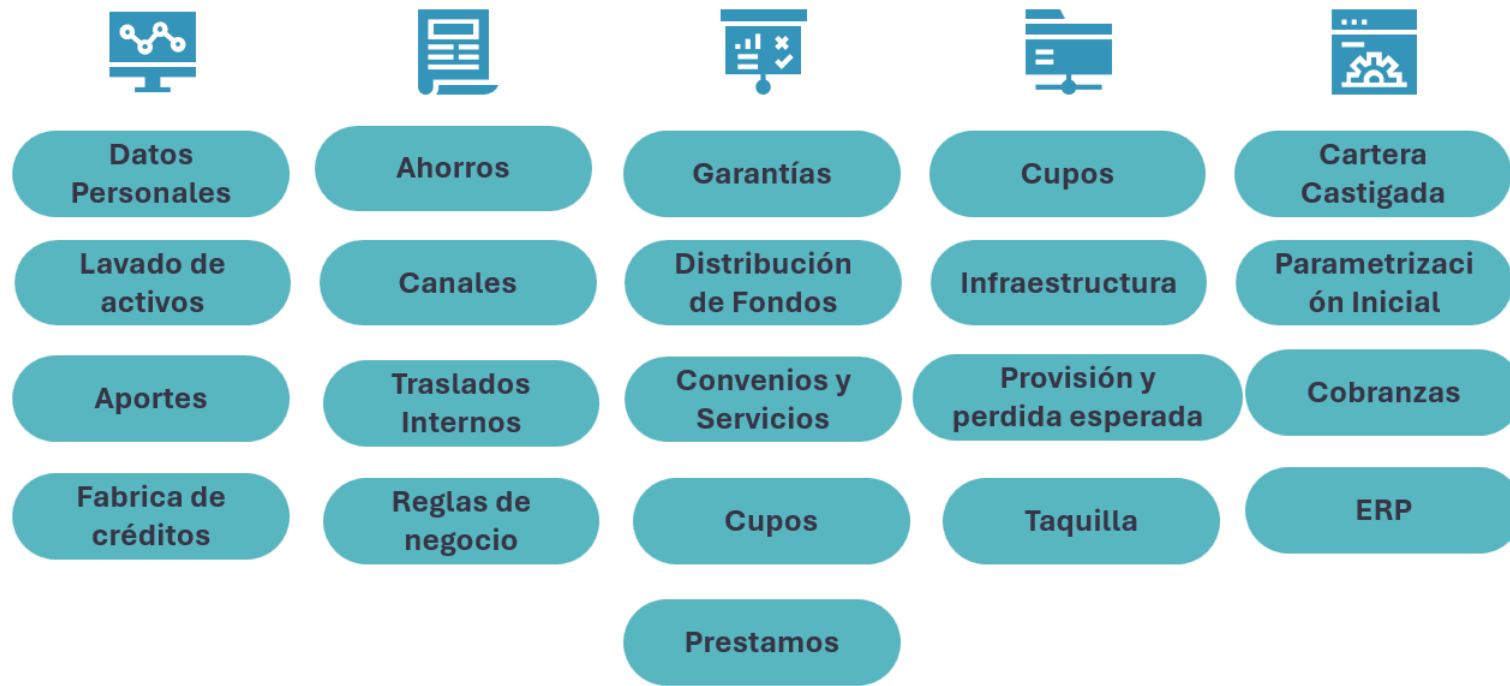 Datos
Personales
Ahorros
Garantías
Cupos
Cartera
Castigada
Lavado de
activos
Canales
Distribución
de Fondos
Infraestructura
Parametrizaci
ón Inicial
Aportes
Traslados
Internos
Convenios y
Servicios
Provisión y
perdida esperada
Cobranzas
Fabrica de
créditos
Reglas de
negocio
Cupos
Taquilla
ERP
Prestamos